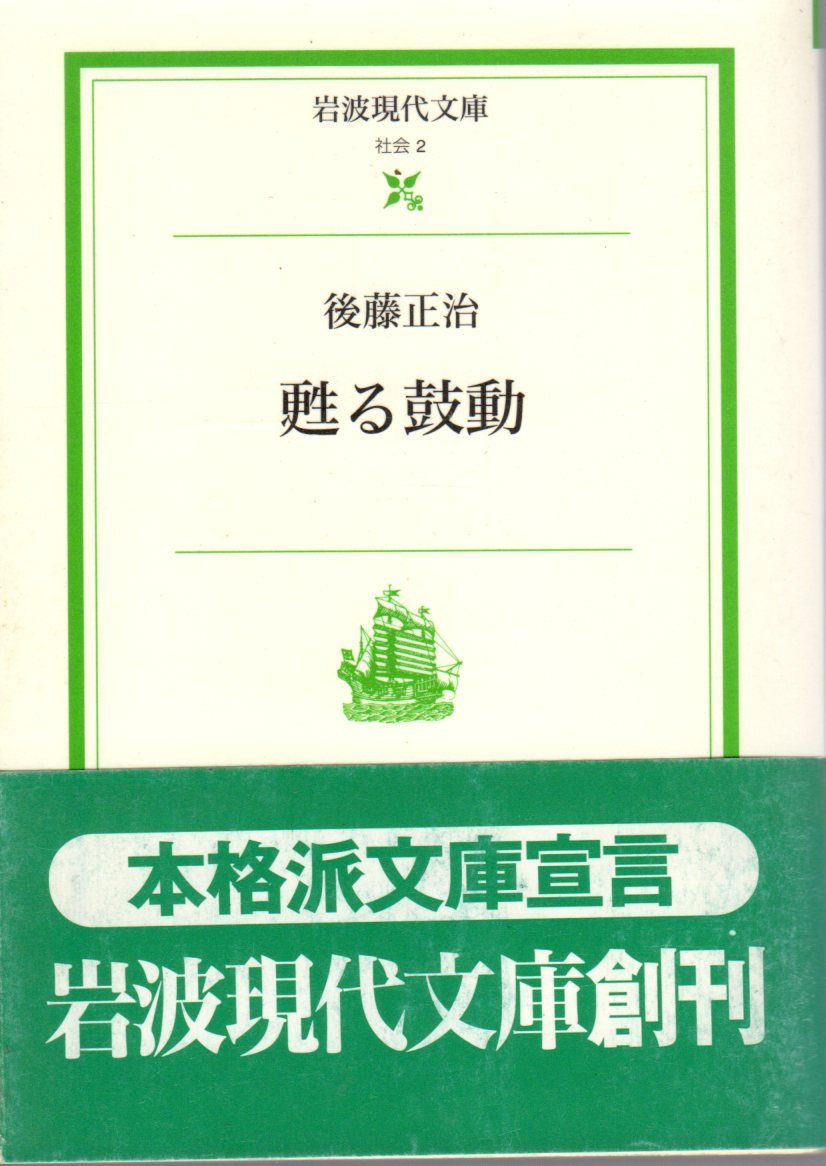 岩波現代文庫
社会 2
後藤正治
甦る鼓動
本格派文庫宣言
岩波現代文庫創刊